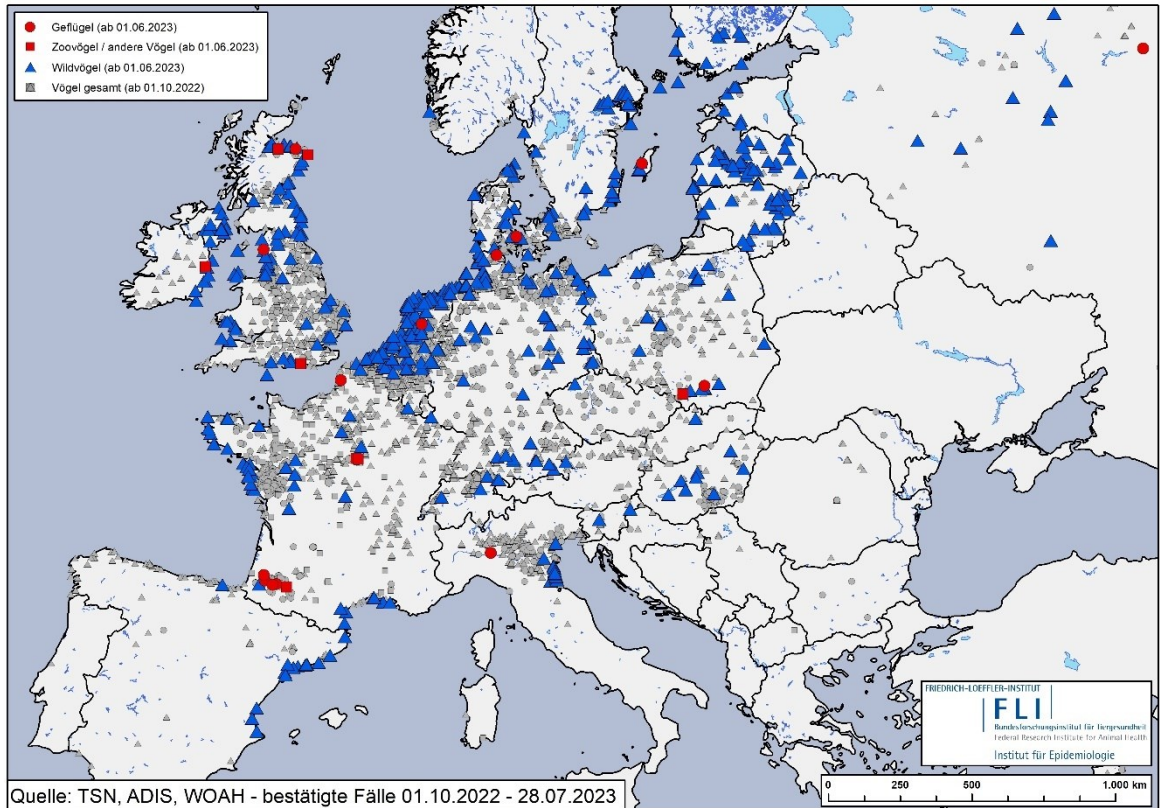 Geflügel (ab 01.06.2023)
Zoovögel / andere Vögel (ab 01.06.2023)
Wildvögel (ab 01.06.2023)
Vögel gesamt (ab 01.10.2022)
FRIEDRICH-LOEFFLER-INSTITUT
FLI
Bundesforschungsinstitut für Tiergesundheit
Federal Research Institute for Animal Health
Institut für Epidemiologie
Quelle: TSN, ADIS, WOAH - bestätigte Fälle 01.10.2022 - 28.07.2023
0 250 500 1.000 km